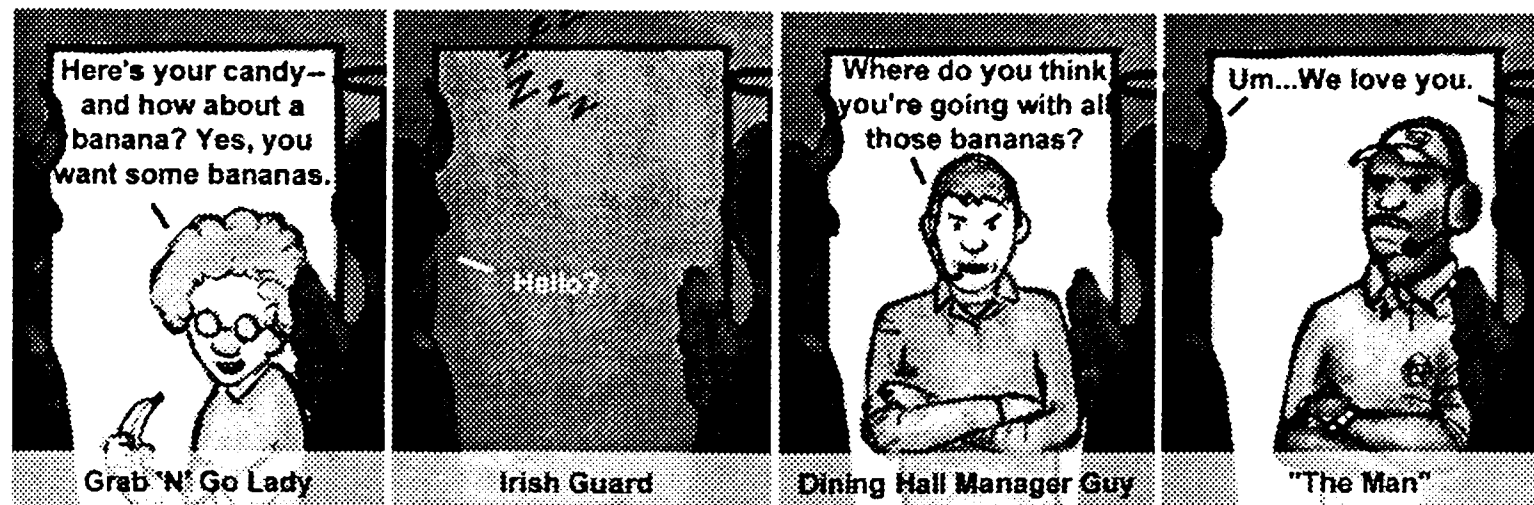 Here's your candy--
and how about a
banana? Yes, you
want some bananas.
Grab 'N' Go Lady
z z z z z
Hello?
Irish Guard
Where do you think
you're going with all
those bananas?
Dining Hall Manager Guy
Um...We love you.
"The Man"